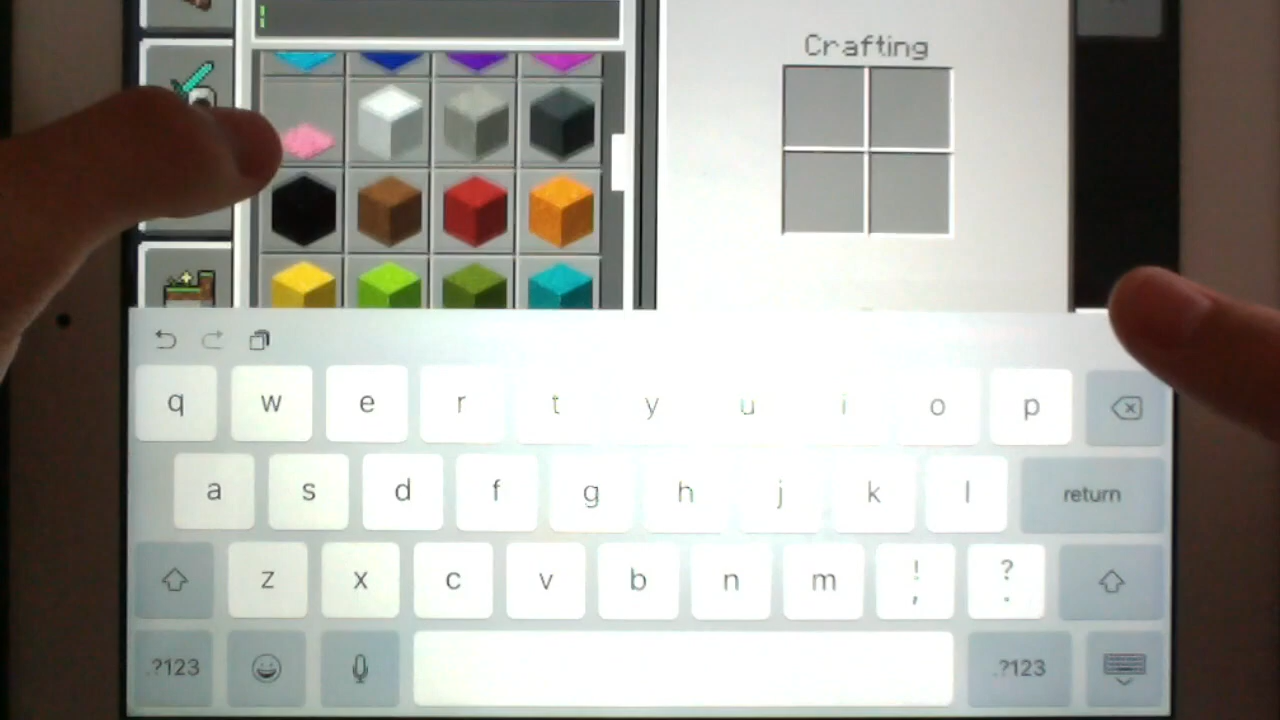 Crafting
q w e r t y u i o p
a s d f g h j k l return
z x c v b n m ! , ? .
.?123 .?123